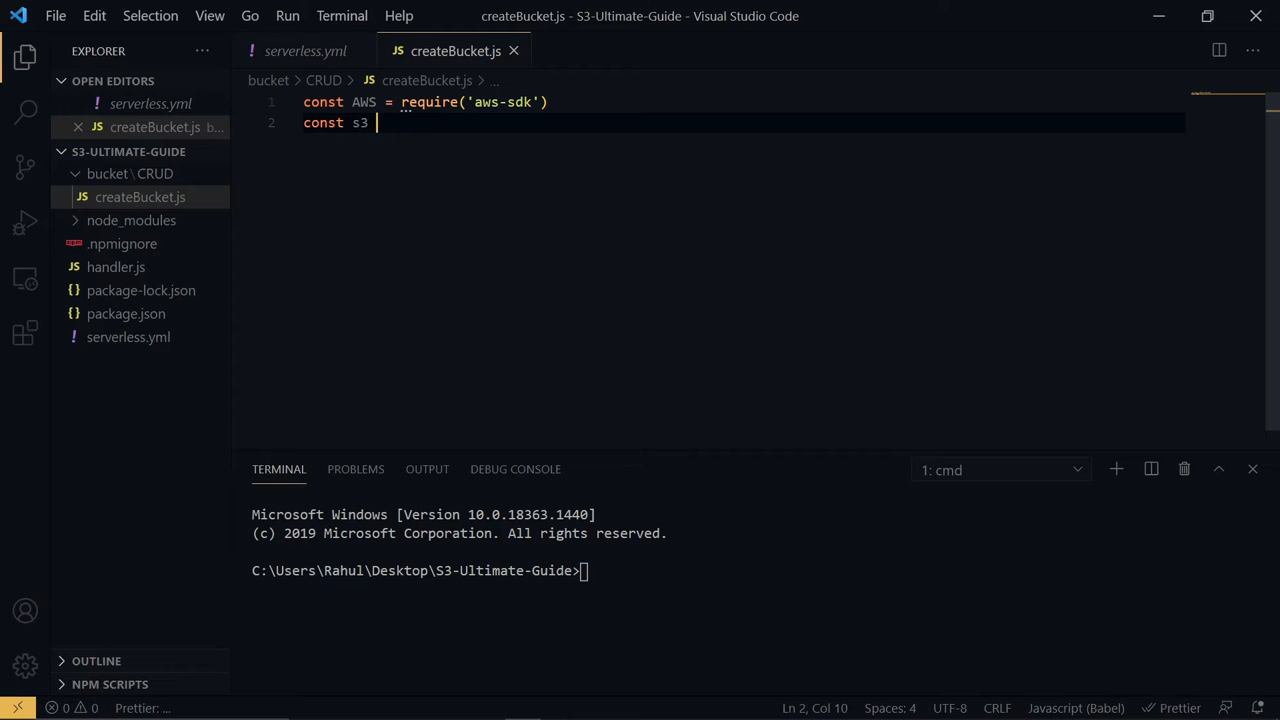 File Edit Selection View Go Run Terminal Help createBucket.js - S3-Ultimate-Guide - Visual Studio Code
EXPLORER
serverless.yml
JS createBucket.js
OPEN EDITORS
bucket > CRUD > JS createBucket.js > ...
! serverless.yml
JS createBucket.js b...
1 const AWS = require('aws-sdk')
2 const s3
S3-ULTIMATE-GUIDE
bucket \ CRUD
JS createBucket.js
node_modules
.npmignore
JS handler.js
{} package-lock.json
{} package.json
! serverless.yml
TERMINAL PROBLEMS OUTPUT DEBUG CONSOLE 1: cmd
Microsoft Windows [Version 10.0.18363.1440]
(c) 2019 Microsoft Corporation. All rights reserved.
C:\Users\Rahul\Desktop\S3-Ultimate-Guide>
OUTLINE
NPM SCRIPTS
0 0 Prettier: ... Ln 2, Col 10 Spaces: 4 UTF-8 CRLF Javascript (Babel) Prettier